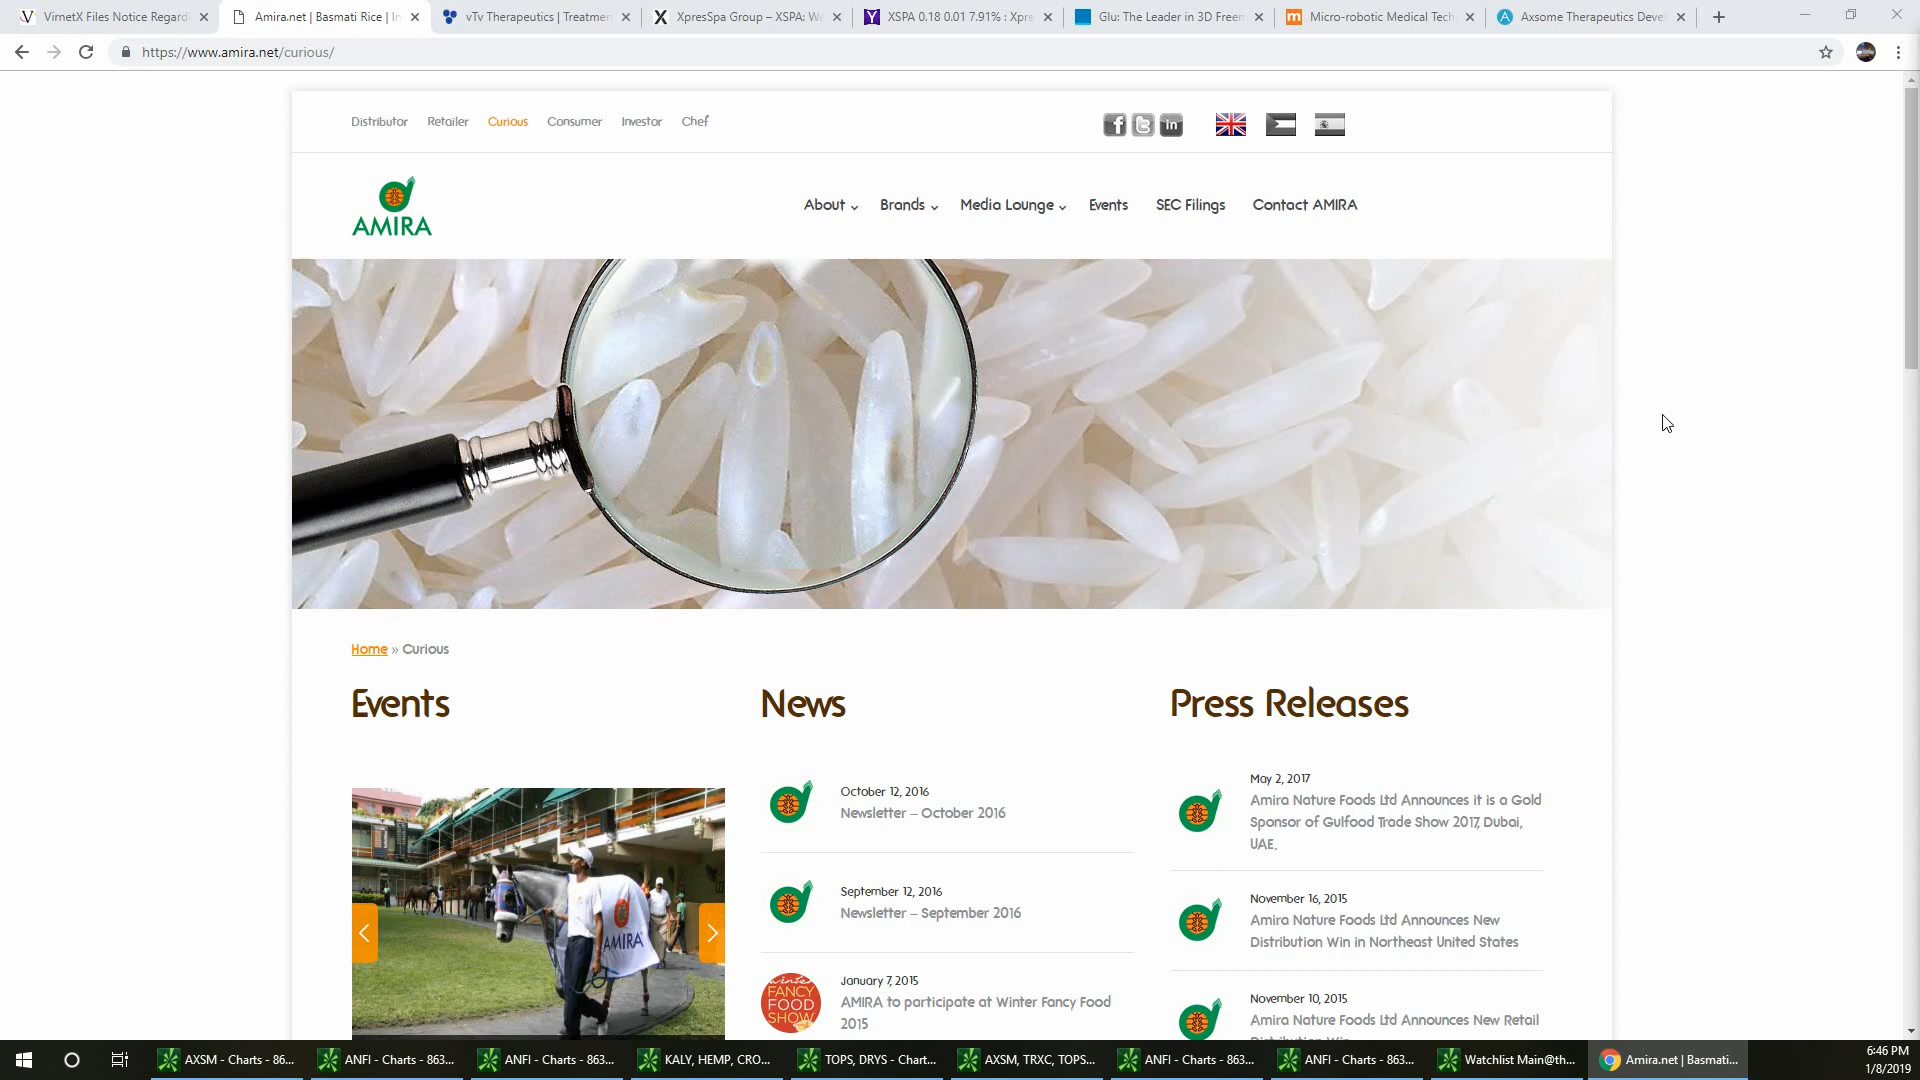 VirnetX Files Notice Regardi
Amira.net | Basmati Rice | In
vTv Therapeutics | Treatmen
XpresSpa Group – XSPA: We
XSPA 0.18 0.01 7.91% : Xpre
Glu: The Leader in 3D Freem
Micro-robotic Medical Tech
Axsome Therapeutics Devel
https://www.amira.net/curious/
Distributor
Retailer
Curious
Consumer
Investor
Chef
AMIRA
About
Brands
Media Lounge
Events
SEC Filings
Contact AMIRA
Home » Curious
Events
AMIRA
News
October 12, 2016
Newsletter – October 2016
September 12, 2016
Newsletter – September 2016
winter
FANCY
FOOD
SHOW
January 7, 2015
AMIRA to participate at Winter Fancy Food
2015
Press Releases
May 2, 2017
Amira Nature Foods Ltd Announces it is a Gold
Sponsor of Gulfood Trade Show 2017, Dubai,
UAE.
November 16, 2015
Amira Nature Foods Ltd Announces New
Distribution Win in Northeast United States
November 10, 2015
Amira Nature Foods Ltd Announces New Retail
Distribution Win
AXSM - Charts - 86...
ANFI - Charts - 863...
ANFI - Charts - 863...
KALY, HEMP, CRO...
TOPS, DRYS - Chart...
AXSM, TRXC, TOPS...
ANFI - Charts - 863...
ANFI - Charts - 863...
Watchlist Main@th...
Amira.net | Basmati...
6:46 PM
1/8/2019